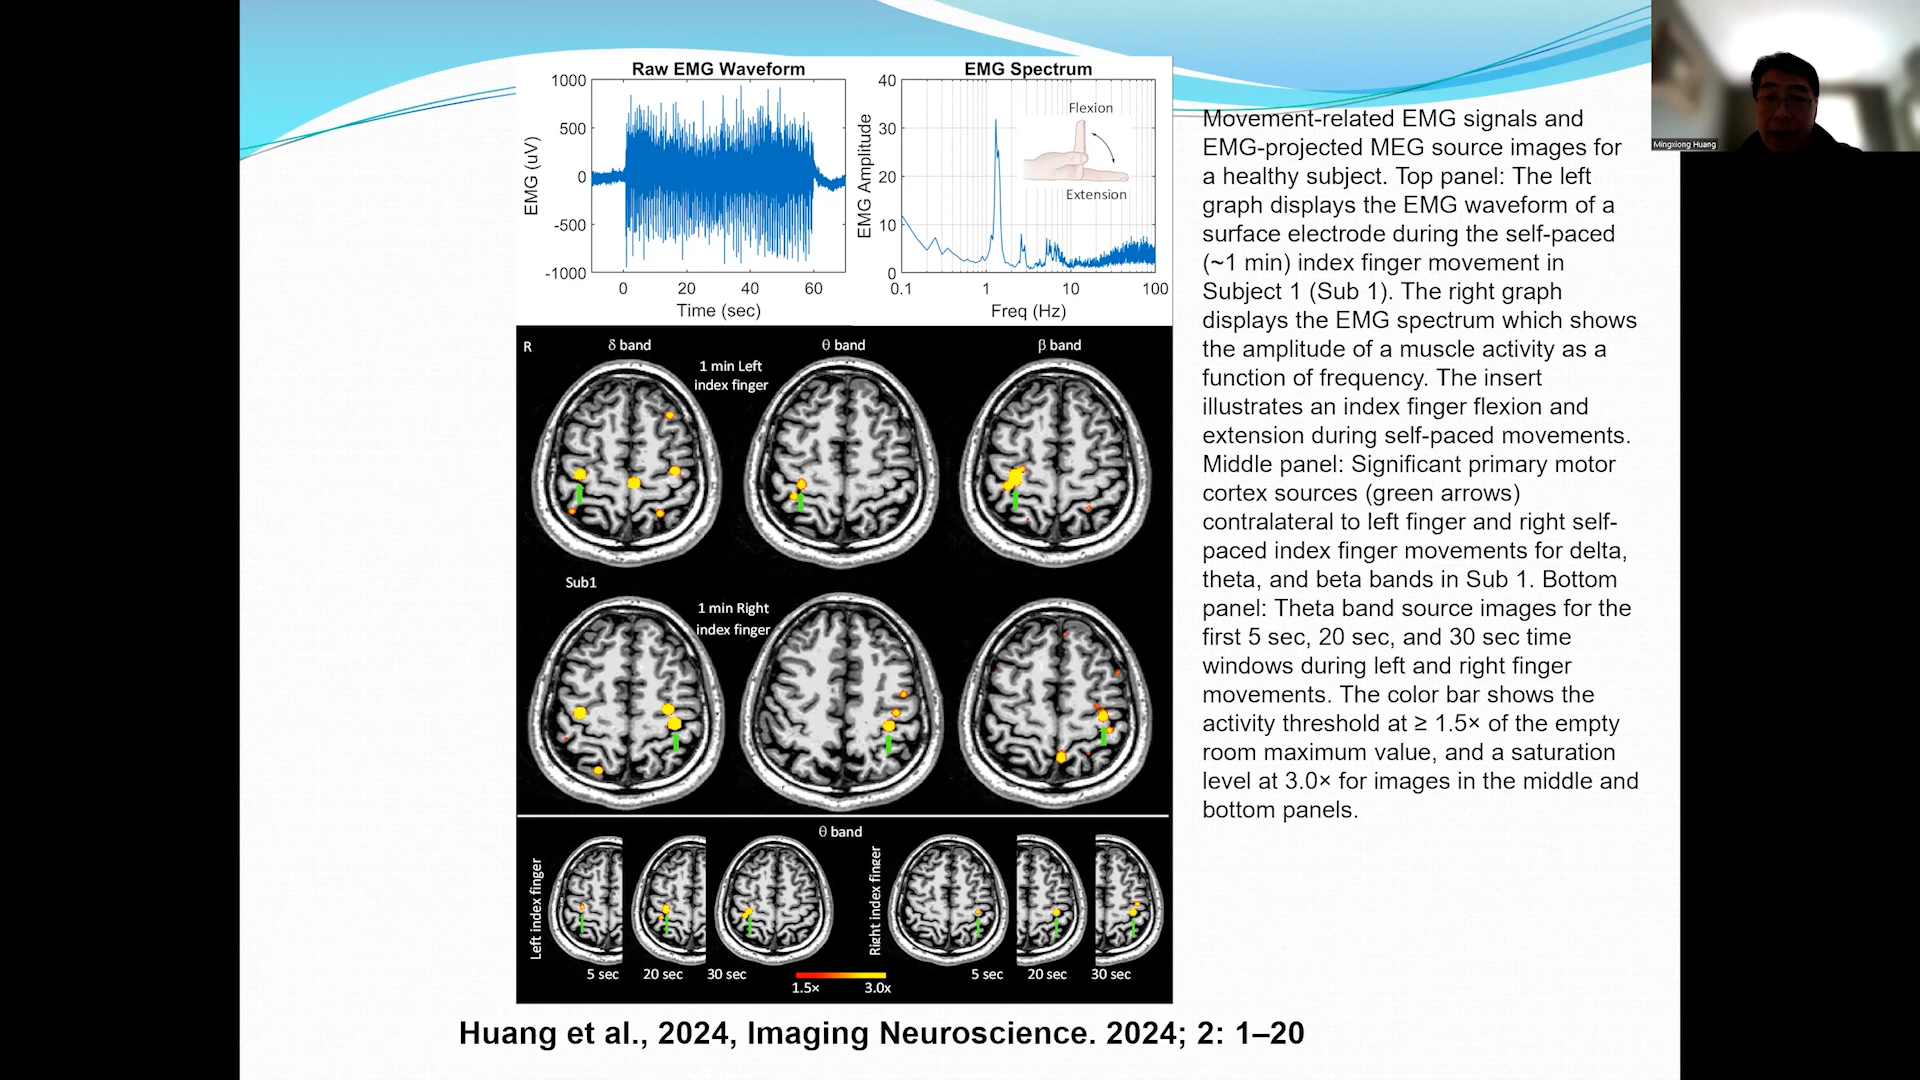 Raw EMG Waveform
EMG (uV)
1000
500
0
-500
-1000
0 20 40 60
Time (sec)
EMG Spectrum
EMG Amplitude
40
30
20
10
0
Flexion
Extension
0.1 1 10 100
Freq (Hz)
R
δ band
θ band
β band
1 min Left
index finger
Sub1
1 min Right
index finger
θ band
Left index finger
5 sec 20 sec 30 sec
1.5× 3.0x
Right index finger
5 sec 20 sec 30 sec
Movement-related EMG signals and
EMG-projected MEG source images for
a healthy subject. Top panel: The left
graph displays the EMG waveform of a
surface electrode during the self-paced
(~1 min) index finger movement in
Subject 1 (Sub 1). The right graph
displays the EMG spectrum which shows
the amplitude of a muscle activity as a
function of frequency. The insert
illustrates an index finger flexion and
extension during self-paced movements.
Middle panel: Significant primary motor
cortex sources (green arrows)
contralateral to left finger and right self-
paced index finger movements for delta,
theta, and beta bands in Sub 1. Bottom
panel: Theta band source images for the
first 5 sec, 20 sec, and 30 sec time
windows during left and right finger
movements. The color bar shows the
activity threshold at ≥ 1.5× of the empty
room maximum value, and a saturation
level at 3.0× for images in the middle and
bottom panels.
Mingxiong Huang
Huang et al., 2024, Imaging Neuroscience. 2024; 2: 1–20